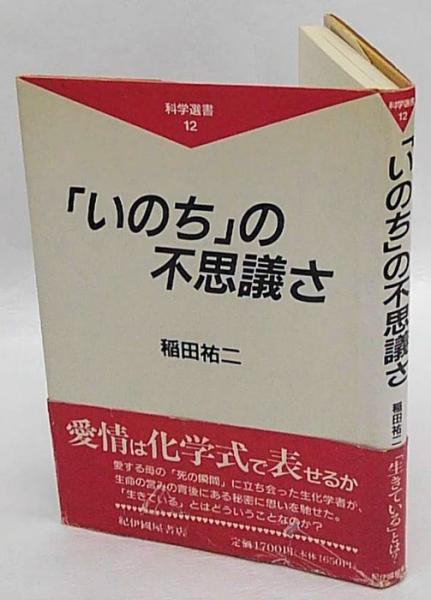 科学選書
12
「いのち」の
不思議さ
稲田祐二
愛情は化学式で表せるか
愛する母の「死の瞬間」に立ち会った生化学者が、
生命の営みの背後にある秘密に思いを馳せた。
「生きている」とはどういうことなのか？
紀伊國屋書店
定価1700円(本体1650円)
科学選書
12
「いのち」の不思議さ
稲田祐二
「生きている」とは?
紀伊國屋書